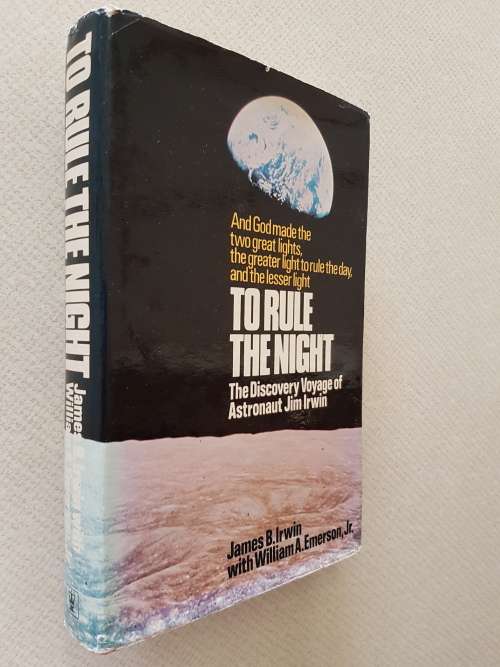 And God made the
two great lights,
the greater light to rule the day,
and the lesser light
TO RULE
THE NIGHT
The Discovery Voyage of
Astronaut Jim Irwin
James B. Irwin
with William A. Emerson, Jr.
TO RULE THE NIGHT
James